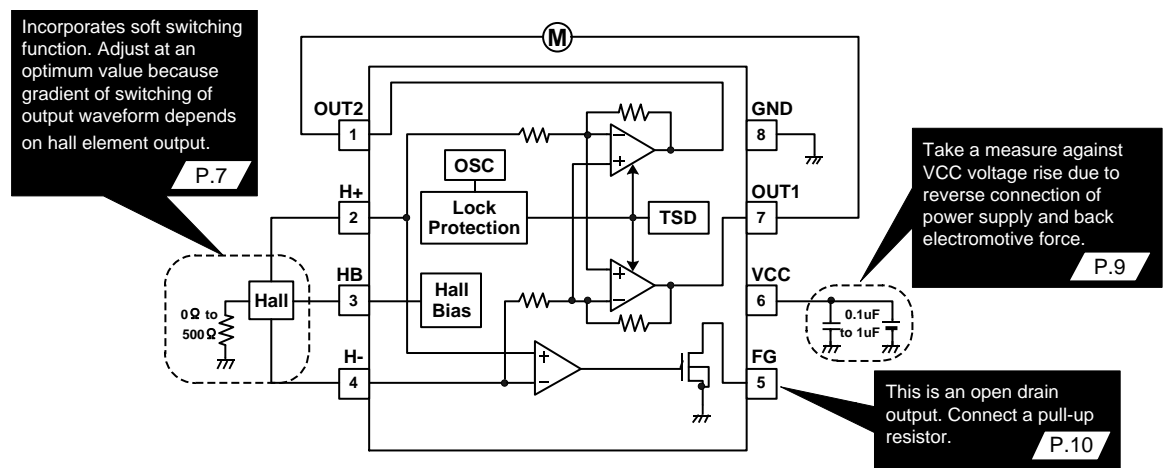 Incorporates soft switching
function. Adjust at an
optimum value because
gradient of switching of
output waveform depends
on hall element output.
P.7
M
OUT2
1
GND
8
OSC
H+
2
Lock
Protection
TSD
OUT1
7
Take a measure against
VCC voltage rise due to
reverse connection of
power supply and back
electromotive force.
P.9
HB
3
Hall
Bias
VCC
6
Hall
0Ω to
500Ω
0.1uF
to 1uF
H-
4
FG
5
This is an open drain
output. Connect a pull-up
resistor.
P.10
− 
+
+
−
+
−